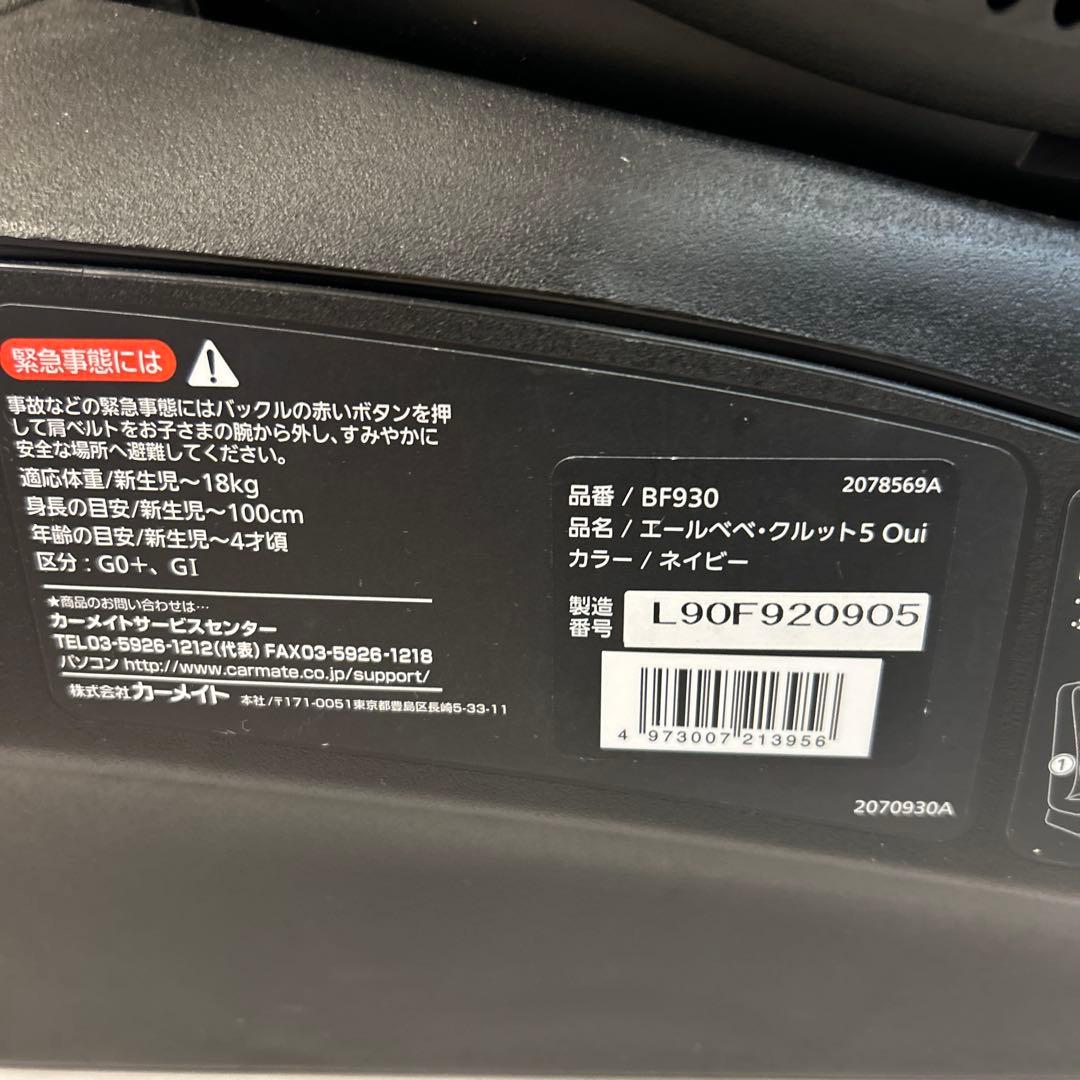 緊急事態には
事故などの緊急事態にはバックルの赤いボタンを押
して肩ベルトをお子さまの腕から外し、すみやかに
安全な場所へ避難してください。
適応体重/新生児～18kg
身長の目安/新生児～100cm
年齢の目安/新生児～4才頃
区分：G0＋、GⅠ
★商品のお問い合わせは…
カーメイトサービスセンター
TEL03-5926-1212(代表) FAX03-5926-1218
パソコン http://www.carmate.co.jp/support/
株式会社カーメイト 本社/〒171-0051東京都豊島区長崎5-33-11
2078569A
品番 / BF930
品名 / エールベベ・クルット5 Oui
カラー / ネイビー
製造番号 L90F920905
4 973007 213956
2070930A
①